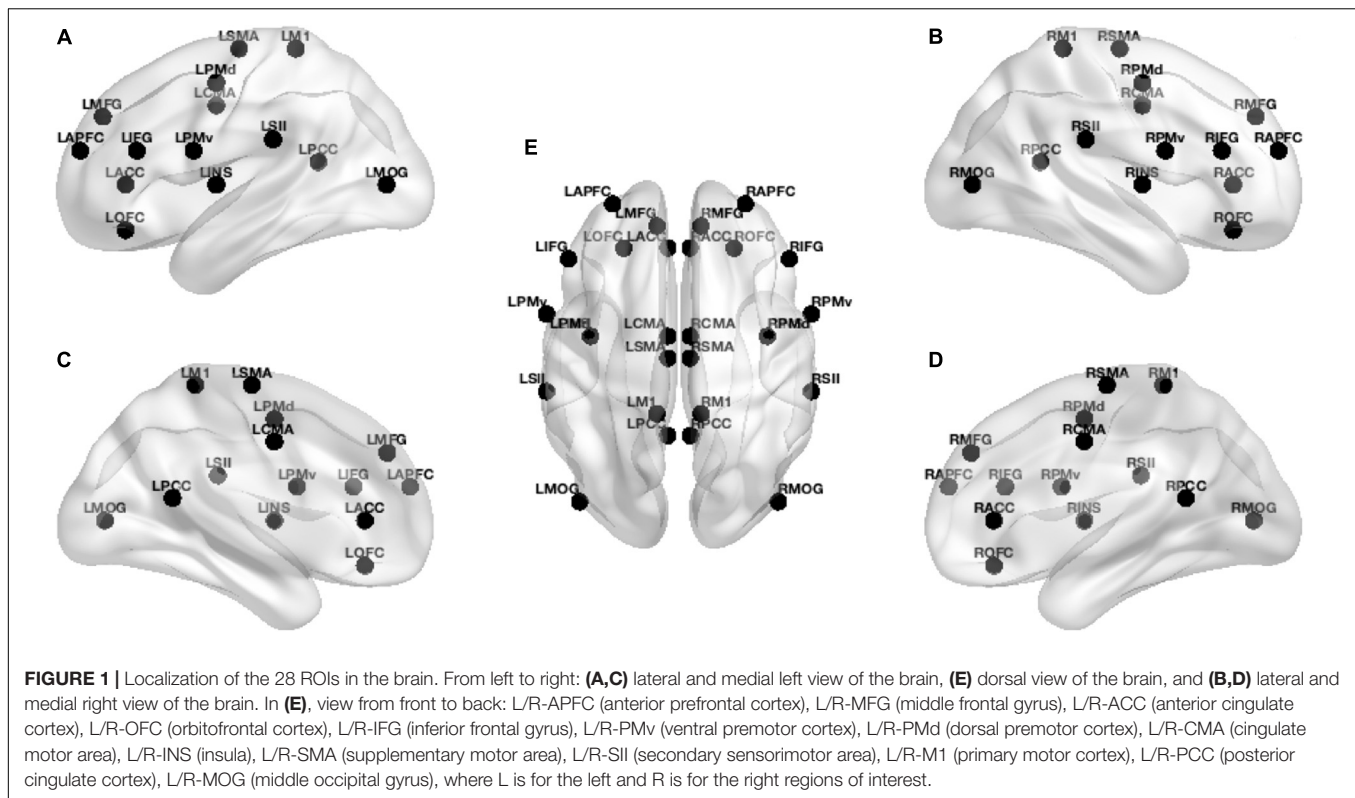 A
LSMA LM1
LPMd
LCMA
LMFG
LAPFC LIFG LPMv LSII
LPCC
LACC LINS LMOG
LOFC
B
RM1 RSMA
RPMd
RCMA
RMFG
RSII RPMv RIFG RAPFC
RPCC
RMOG RINS RACC
ROFC
E
LAPFC RAPFC
LMFG RMFG
LOFC LACC RACC ROFC
LIFG RIFG
LPMv RPMv
LPMd LCMA RCMA RPMd
LSMA RSMA
LSII RSII
LM1 RM1
LPCC RPCC
LMOG RMOG
C
LM1 LSMA
LPMd
LCMA
LMFG
LSII LPMv LIFG LAPFC
LPCC
LMOG LINS LACC
LOFC
D
RSMA RM1
RPMd
RCMA
RMFG
RAPFC RIFG RPMv RSII
RPCC
RACC RINS RMOG
ROFC
FIGURE 1 | Localization of the 28 ROIs in the brain. From left to right: (A,C) lateral and medial left view of the brain, (E) dorsal view of the brain, and (B,D) lateral and
medial right view of the brain. In (E), view from front to back: L/R-APFC (anterior prefrontal cortex), L/R-MFG (middle frontal gyrus), L/R-ACC (anterior cingulate
cortex), L/R-OFC (orbitofrontal cortex), L/R-IFG (inferior frontal gyrus), L/R-PMv (ventral premotor cortex), L/R-PMd (dorsal premotor cortex), L/R-CMA (cingulate
motor area), L/R-INS (insula), L/R-SMA (supplementary motor area), L/R-SII (secondary sensorimotor area), L/R-M1 (primary motor cortex), L/R-PCC (posterior
cingulate cortex), L/R-MOG (middle occipital gyrus), where L is for the left and R is for the right regions of interest.